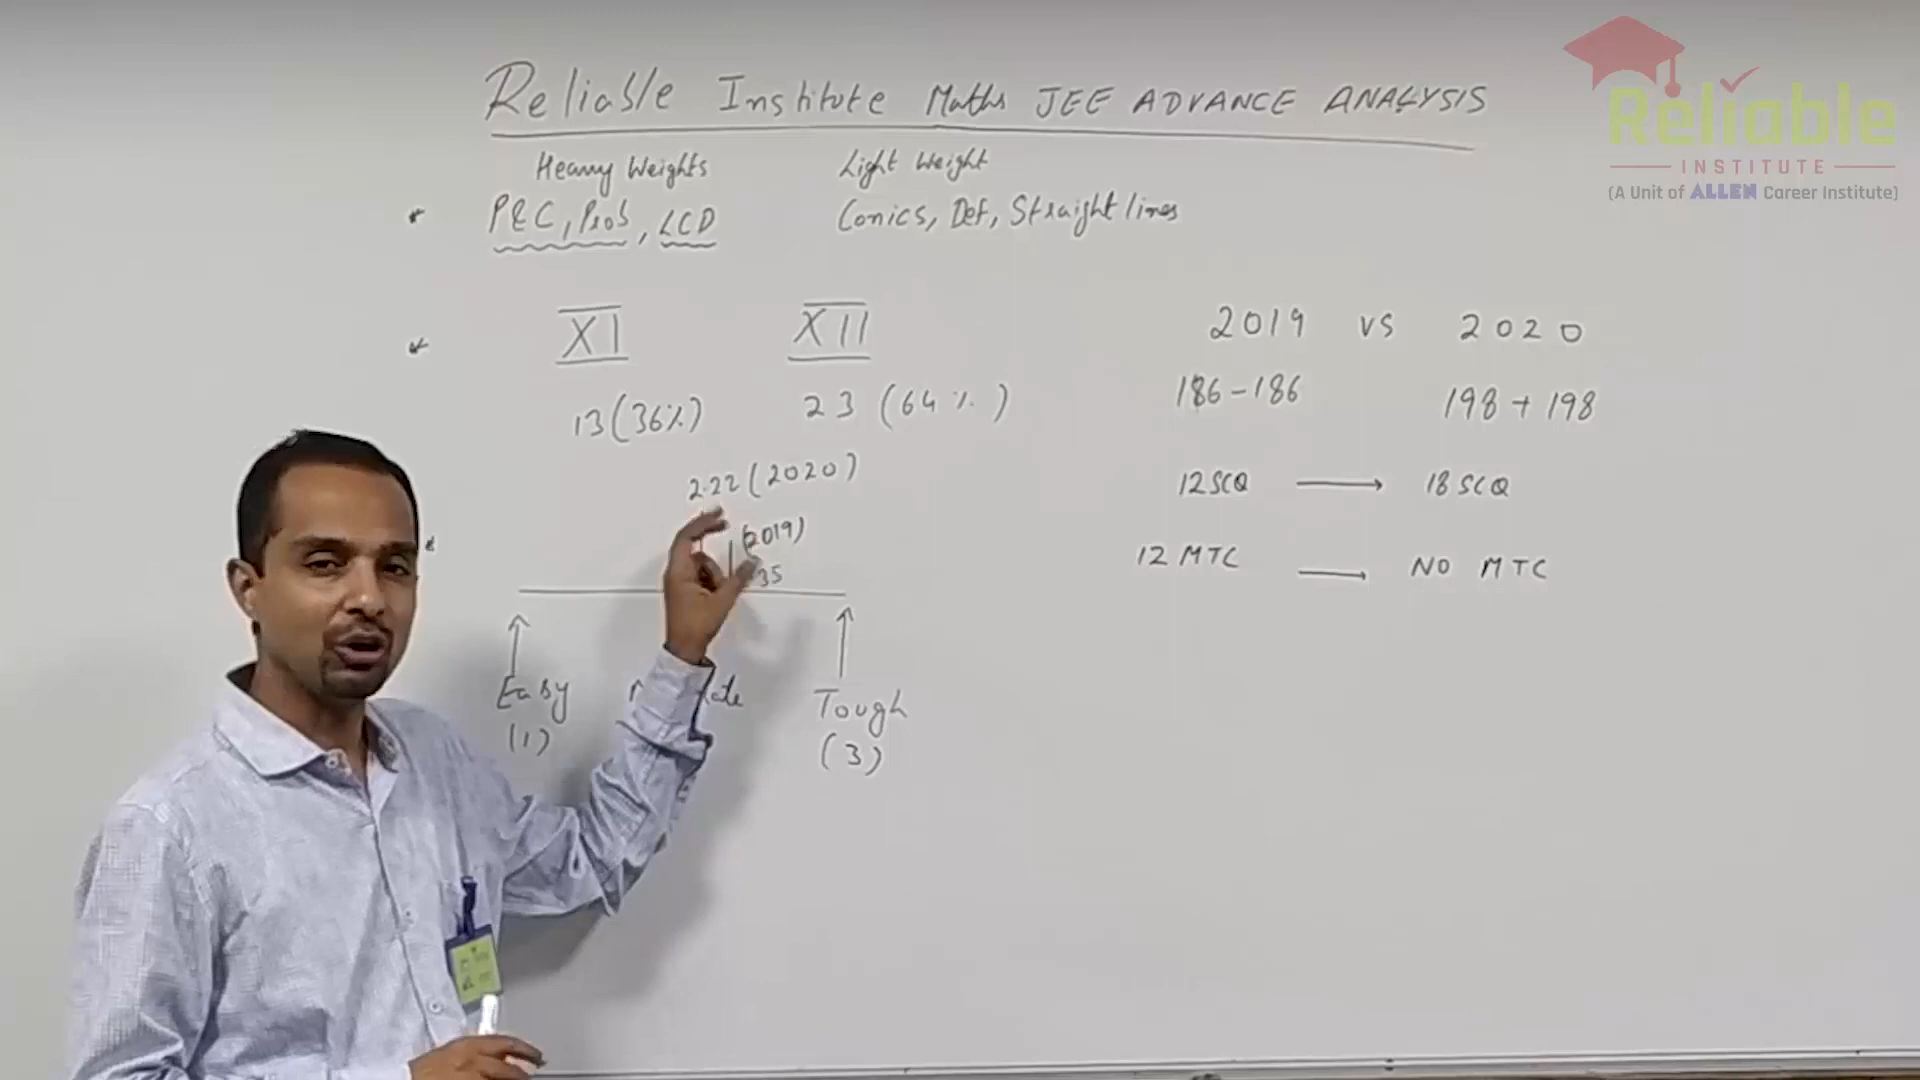 Reliable Institute Maths JEE ADVANCE ANALYSIS
Reliable
INSTITUTE
(A Unit of ALLEN Career Institute)
Heavy Weights Light Weight
* P&C, Prob, LCD Conics, Def, Straight lines
* XI XII
13 (36%) 23 (64%)
2.22 (2020)
(2019)
35
Easy Tough
(1) (3)
2019 vs 2020
186-186 198 + 198
12 SCQ → 18 SCQ
12 MTC → NO MTC